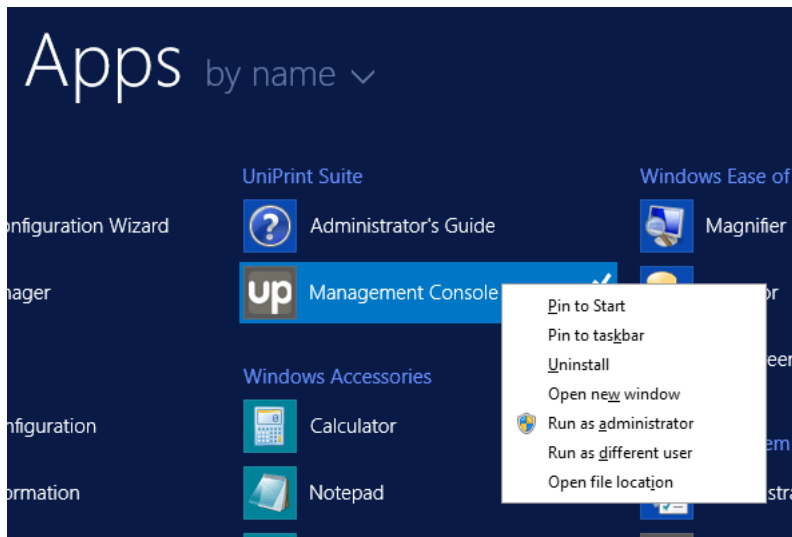 Apps by name
UniPrint Suite
Windows Ease of
onfiguration Wizard
Administrator's Guide
Magnifier
nager
up
Management Console
or
Pin to Start
Pin to taskbar
Uninstall
Open new window
Run as administrator
Run as different user
Open file location
Windows Accessories
nfiguration
Calculator
ormation
Notepad